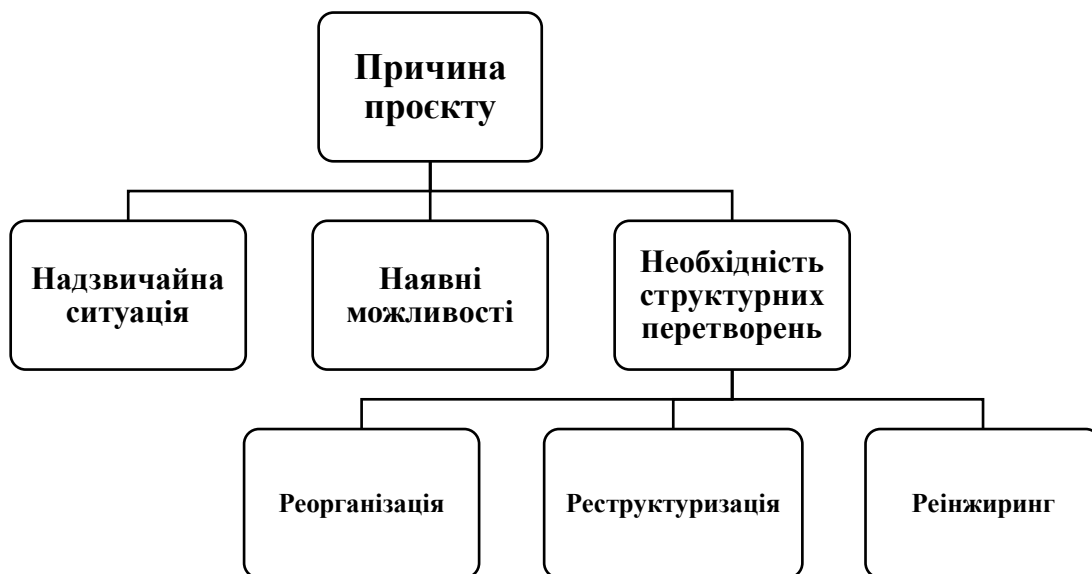 Причина
проєкту
Надзвичайна
ситуація
Наявні
можливості
Необхідність
структурних
перетворень
Реорганізація
Реструктуризація
Реінжиринг